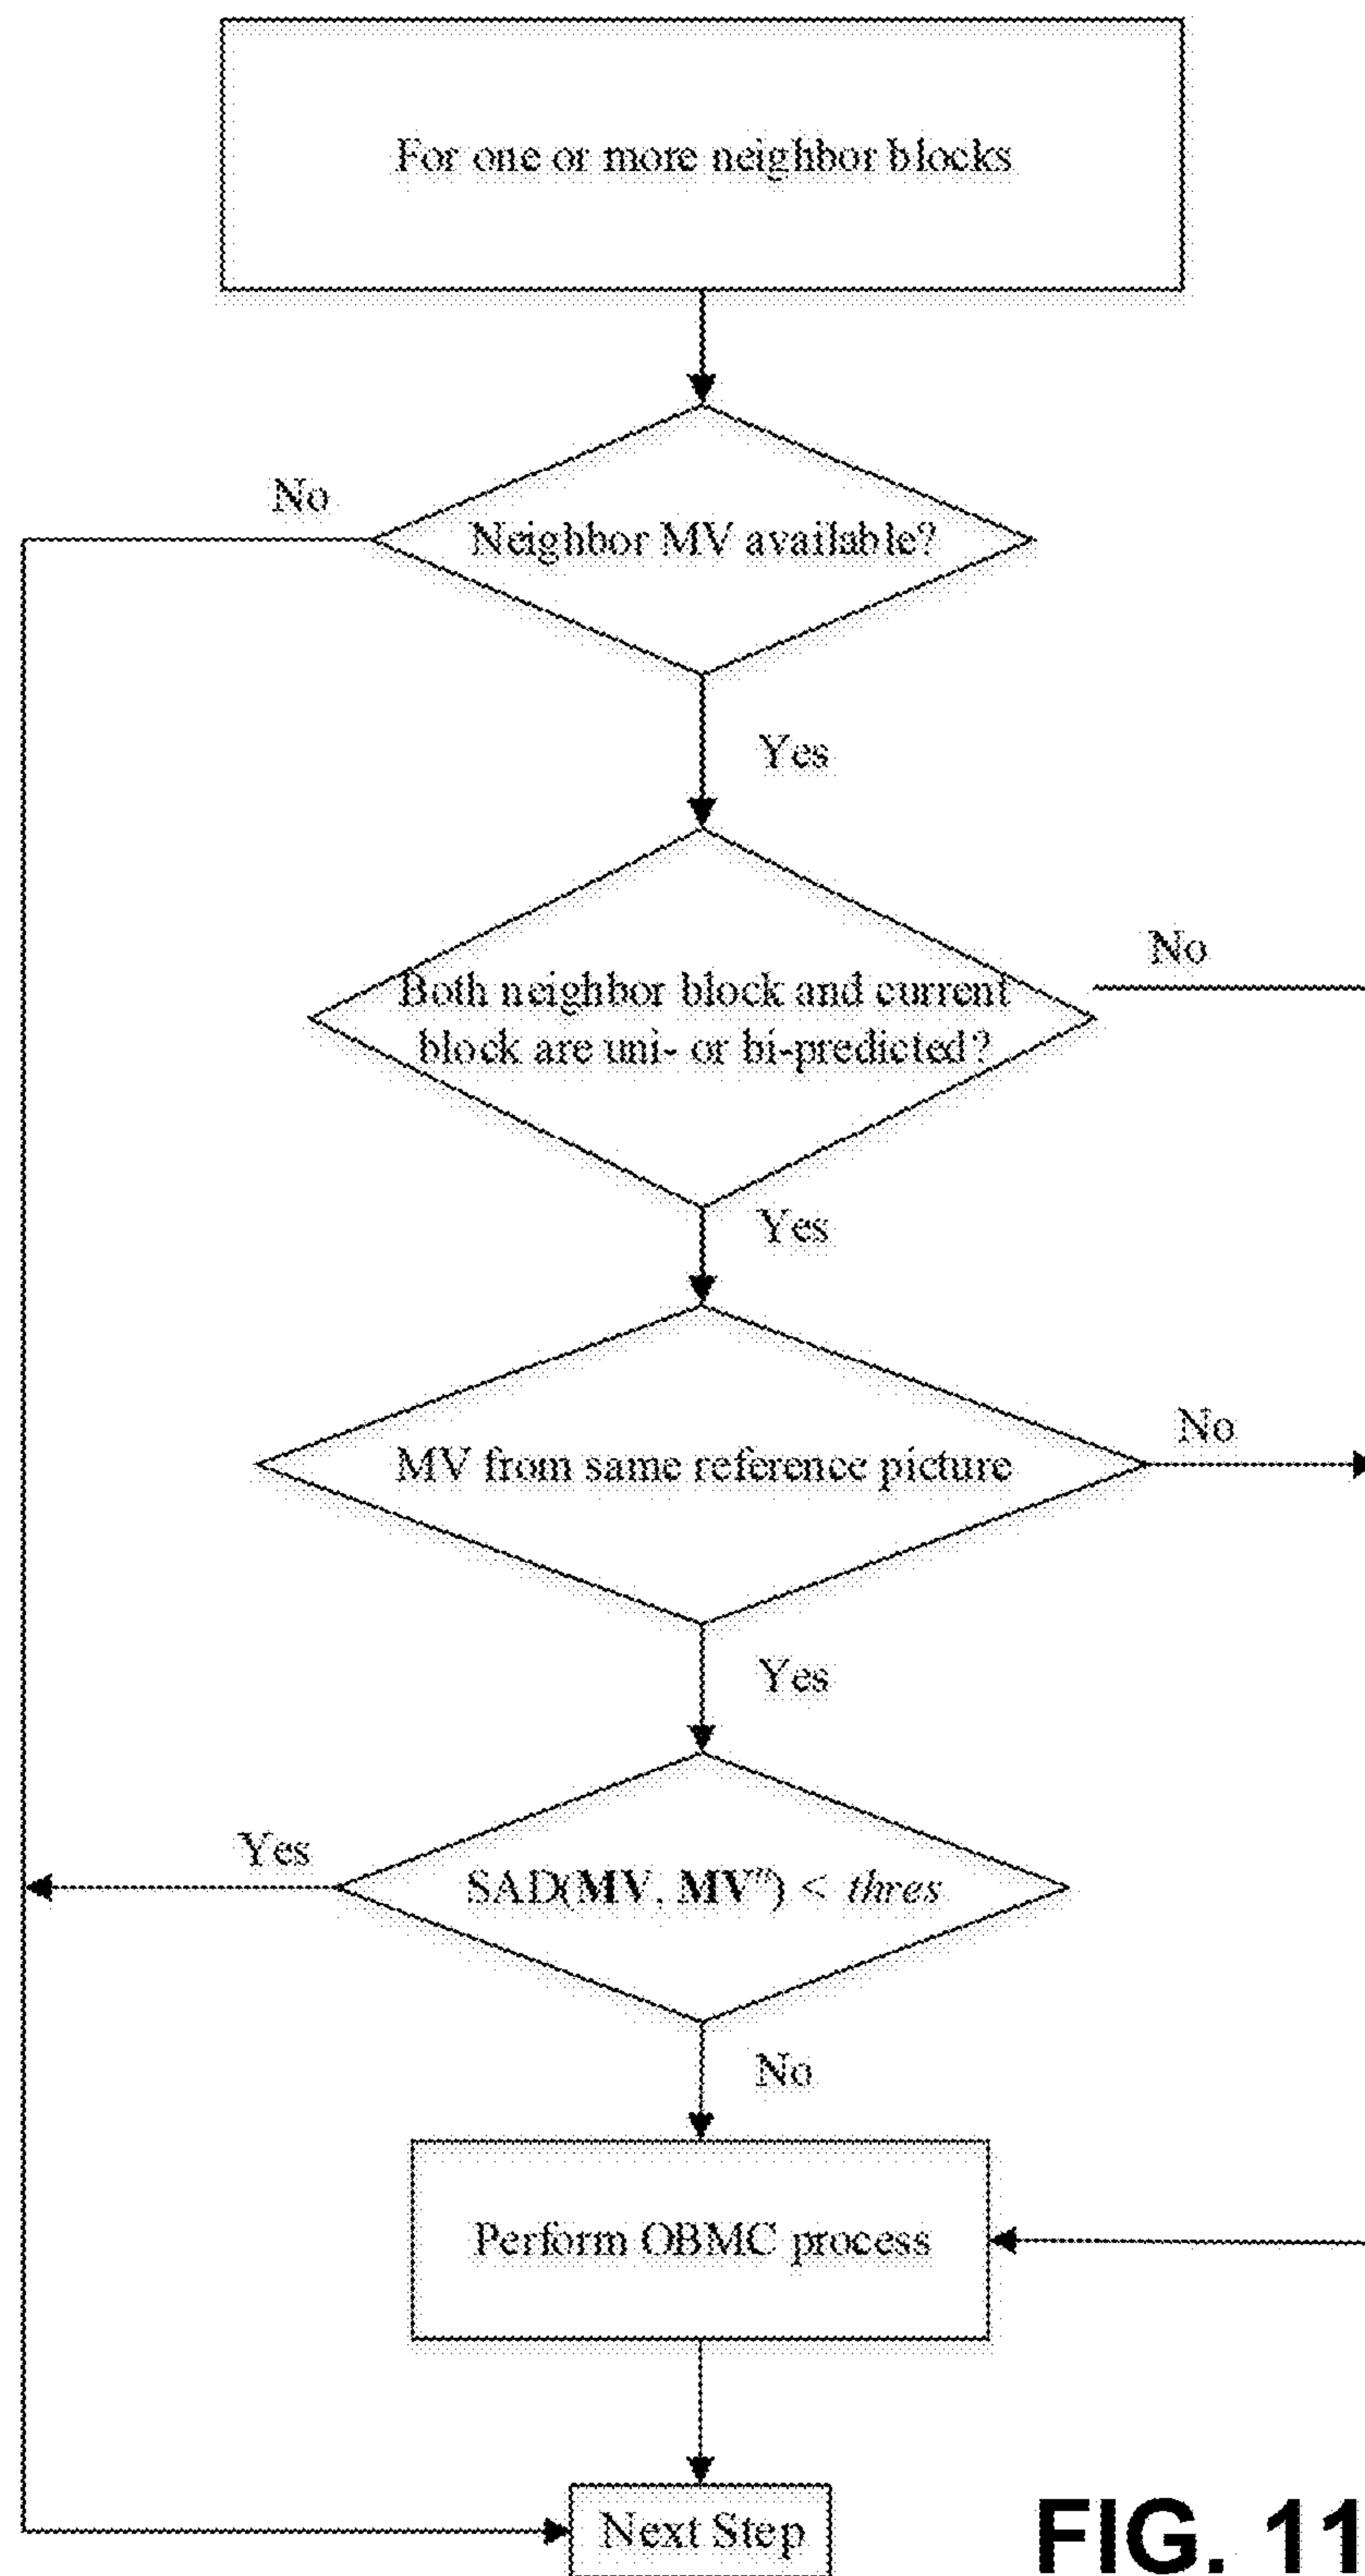 For one or more neighbor blocks
No
Neighbor MV available?
Yes
No
Both neighbor block and current
block are uni- or bi-predicted?
Yes
No
MV from same reference picture
Yes
Yes
SAD(MV, MV") < thres
No
Perform OBMC process
Next Step
FIG. 11